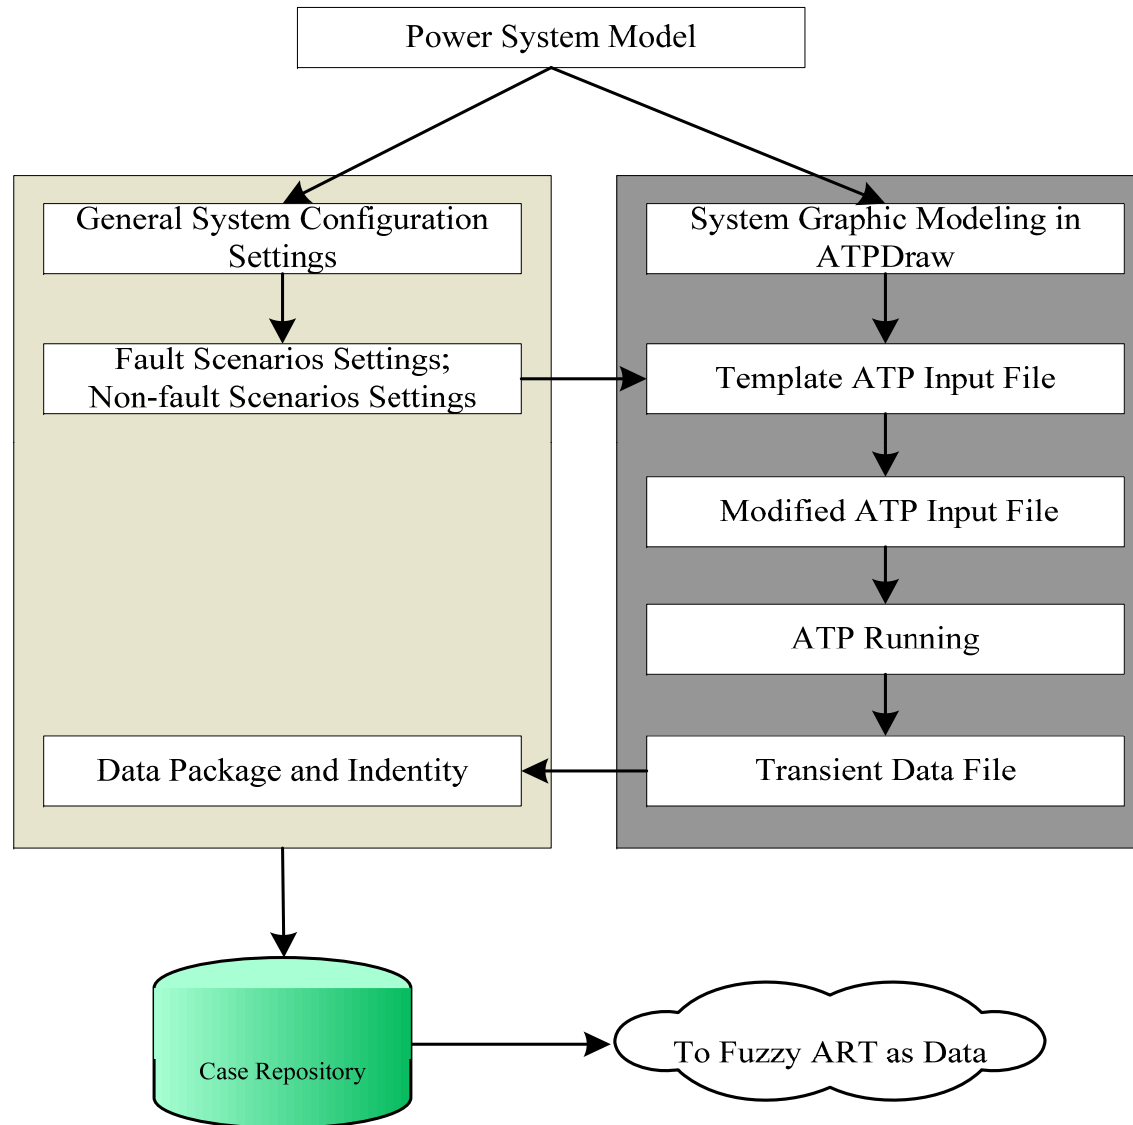 Power System Model
General System Configuration
Settings
System Graphic Modeling in
ATPDraw
Fault Scenarios Settings;
Non-fault Scenarios Settings
Template ATP Input File
Modified ATP Input File
ATP Running
Data Package and Indentity
Transient Data File
Case Repository
To Fuzzy ART as Data